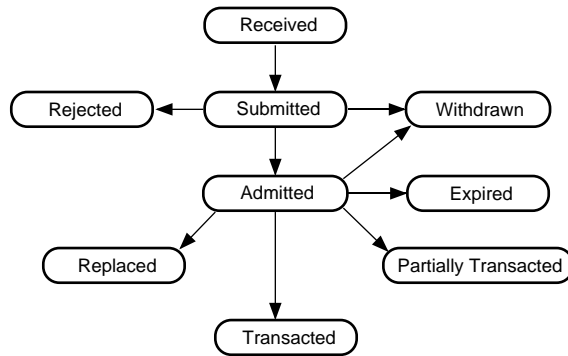 Received
Rejected
Submitted
Withdrawn
Admitted
Expired
Replaced
Partially Transacted
Transacted